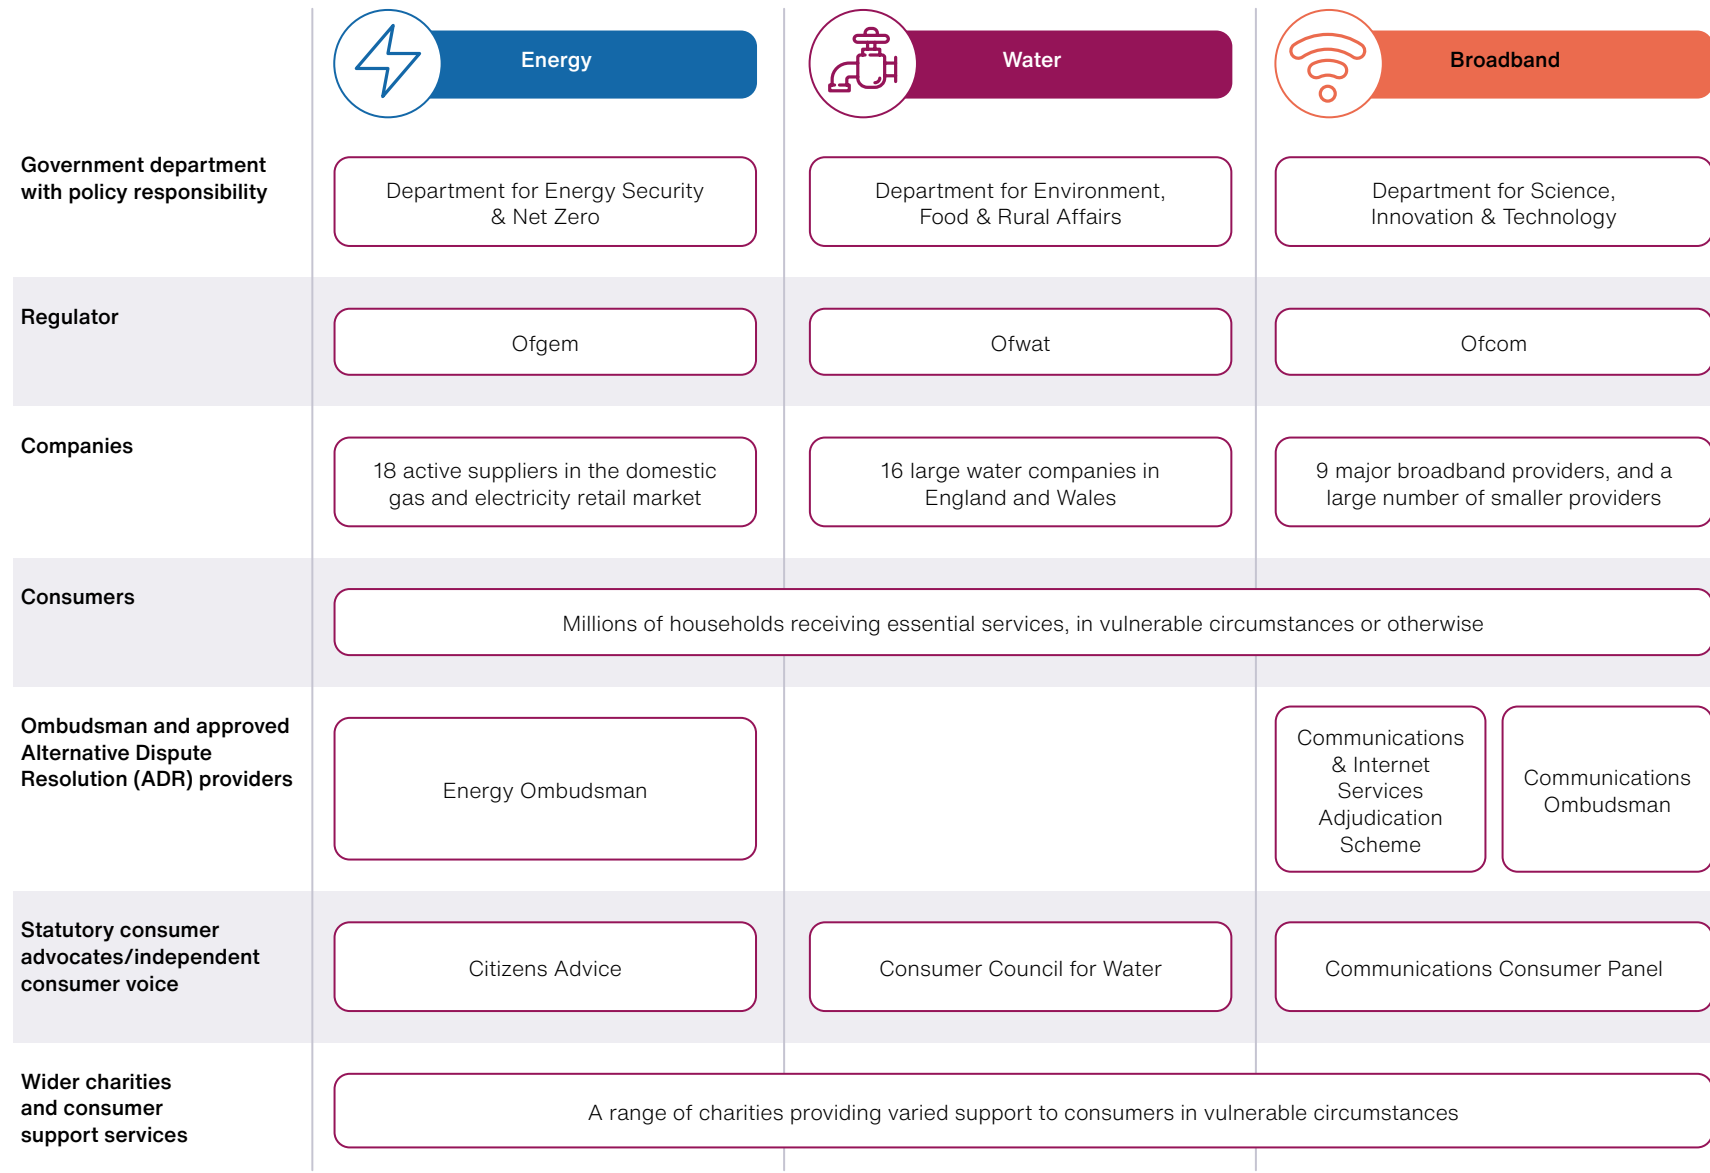 Energy
Water
Broadband
Government department
with policy responsibility
Department for Energy Security
& Net Zero
Department for Environment,
Food & Rural Affairs
Department for Science,
Innovation & Technology
Regulator
Ofgem
Ofwat
Ofcom
Companies
18 active suppliers in the domestic
gas and electricity retail market
16 large water companies in
England and Wales
9 major broadband providers, and a
large number of smaller providers
Consumers
Millions of households receiving essential services, in vulnerable circumstances or otherwise
Ombudsman and approved
Alternative Dispute
Resolution (ADR) providers
Energy Ombudsman
Communications
& Internet
Services
Adjudication
Scheme
Communications
Ombudsman
Statutory consumer
advocates/independent
consumer voice
Citizens Advice
Consumer Council for Water
Communications Consumer Panel
Wider charities
and consumer
support services
A range of charities providing varied support to consumers in vulnerable circumstances